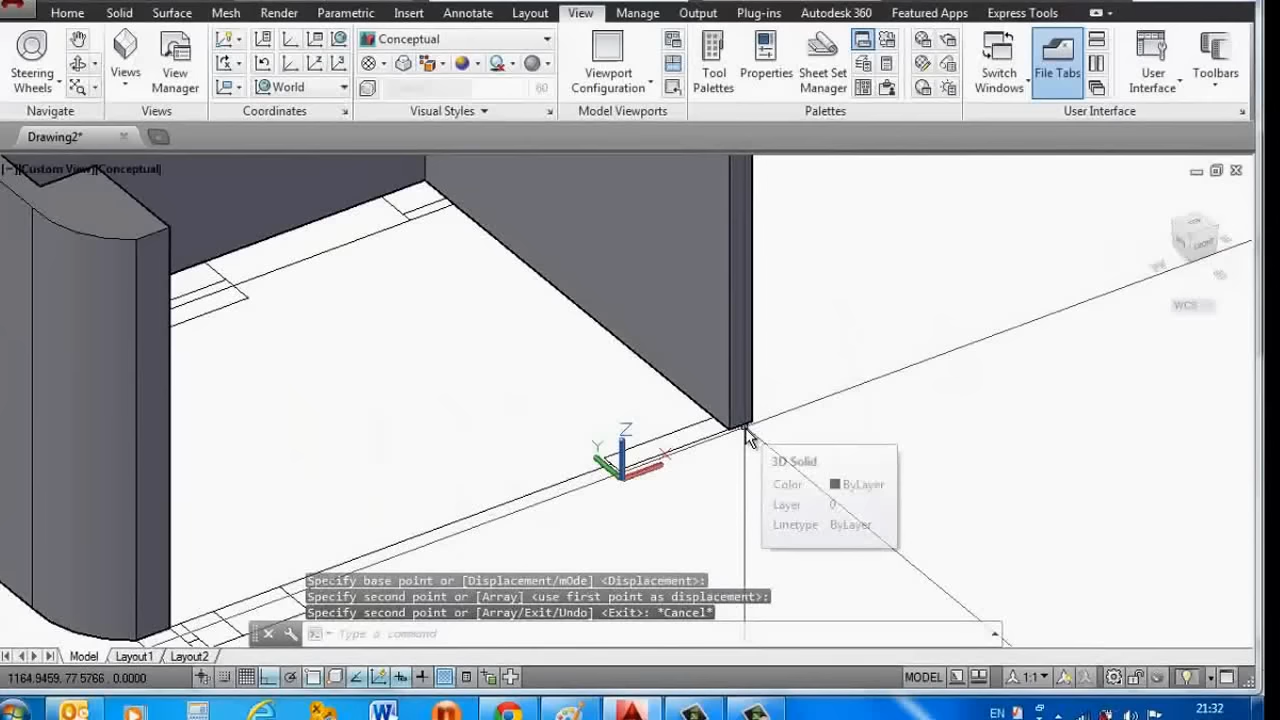 Home Solid Surface Mesh Render Parametric Insert Annotate Layout View Manage Output Plug-ins Autodesk 360 Featured Apps Express Tools
Conceptual
World
60
Steering Wheels
Views
View Manager
Viewport Configuration
Tool Palettes
Properties
Sheet Set Manager
Switch Windows
File Tabs
User Interface
Toolbars
Navigate Views Coordinates Visual Styles Model Viewports Palettes User Interface
Drawing2*
[−][Custom View][Conceptual]
FRONT
WCS
Z
Y
X
3D Solid
Color ByLayer
Layer 0
Linetype ByLayer
Specify base point or [Displacement/mOde] <Displacement>:
Specify second point or [Array] <use first point as displacement>:
Specify second point or [Array/Exit/Undo] <Exit>: *Cancel*
Type a command
Model Layout1 Layout2
1164.9459, 77.5766, 0.0000
MODEL
1:1
EN
21:32